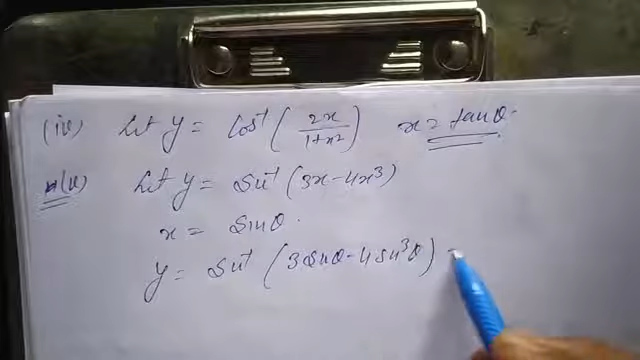 (iv) Let y = Cos⁻¹ (2x / 1+x²) x = tanθ.
(v) Let y = Sin⁻¹ (3x-4x³)
x = Sinθ.
y = Sin⁻¹ (3Sinθ-4Sin³θ) =